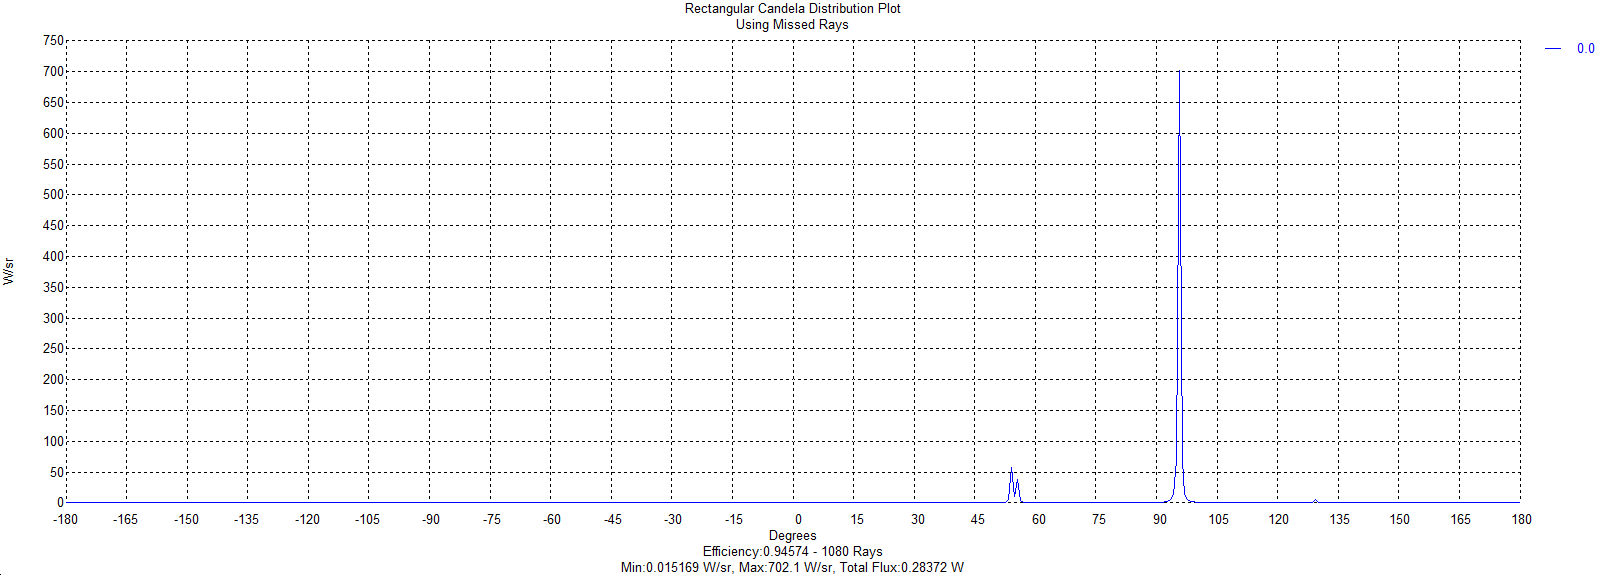 Rectangular Candela Distribution Plot
Using Missed Rays
750
700
650
600
550
500
450
400
350
300
250
200
150
100
50
0
W/sr
-180 -165 -150 -135 -120 -105 -90 -75 -60 -45 -30 -15 0 15 30 45 60 75 90 105 120 135 150 165 180
Degrees
Efficiency:0.94574 - 1080 Rays
Min:0.015169 W/sr, Max:702.1 W/sr, Total Flux:0.28372 W
0.0